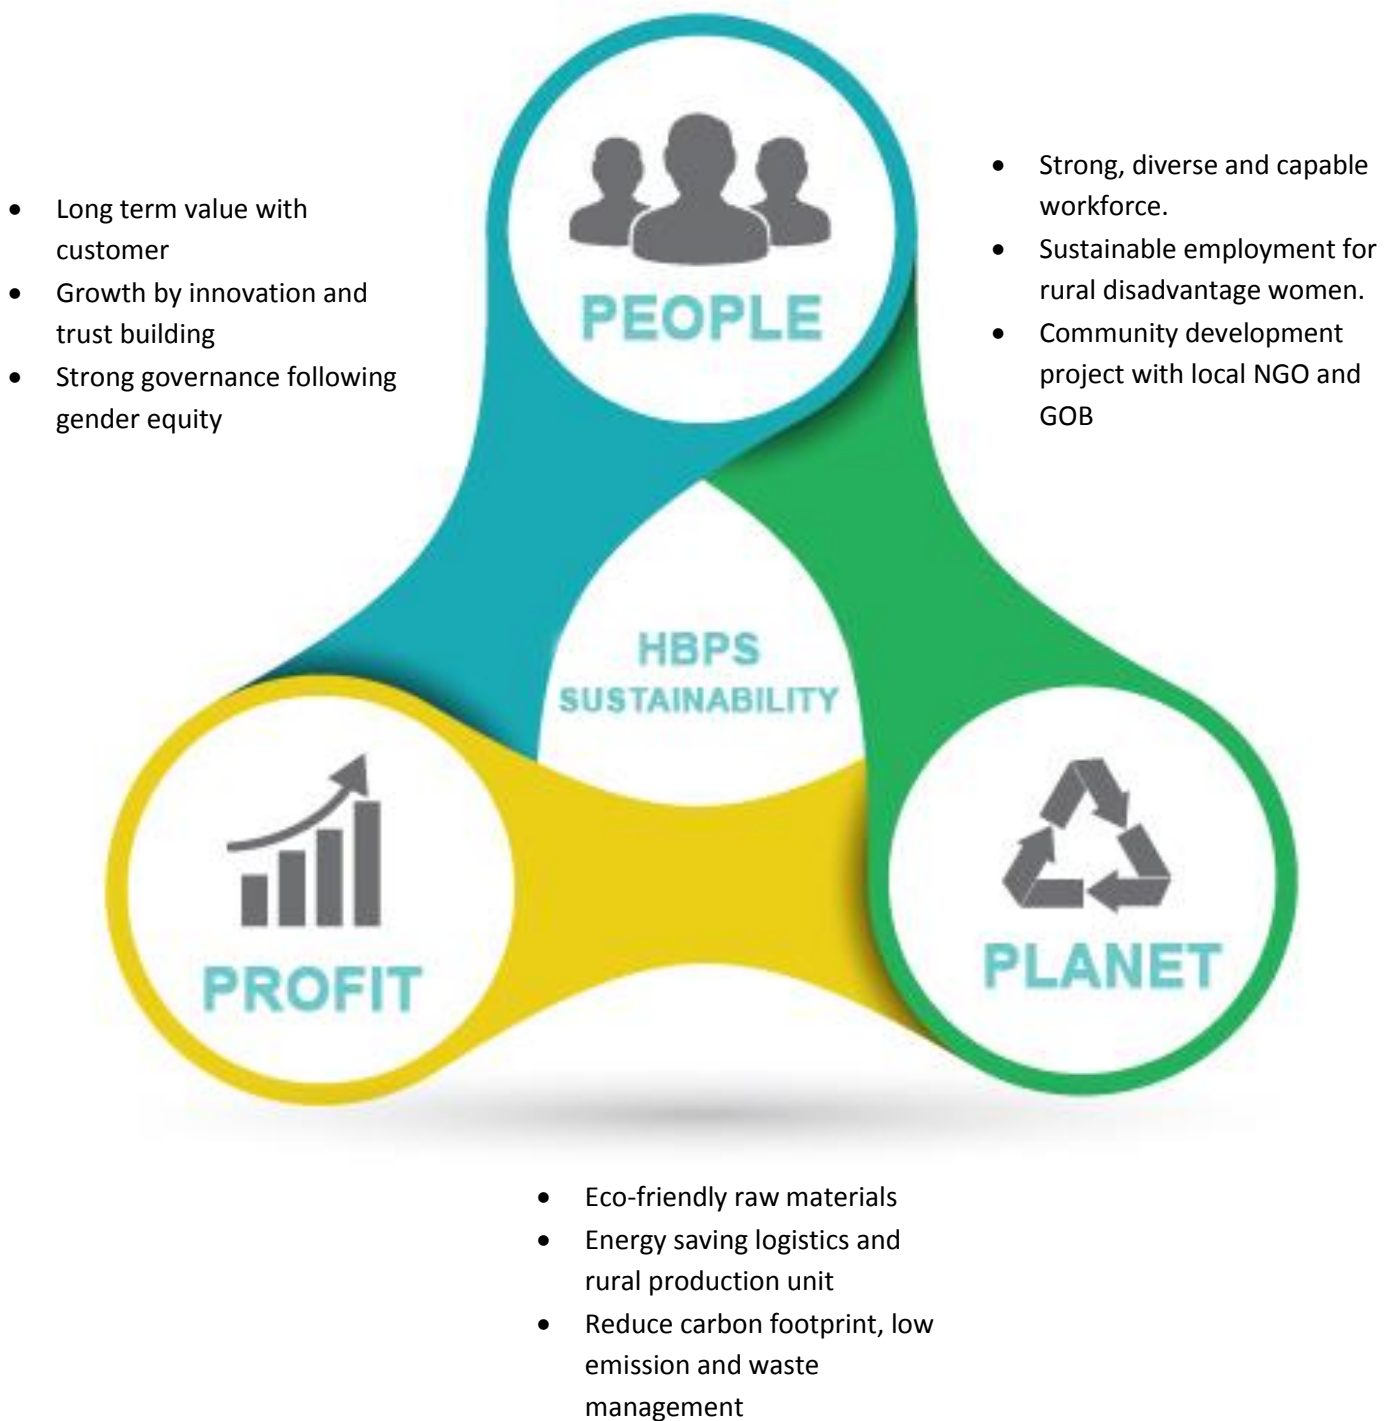 PEOPLE
• Long term value with
customer
• Growth by innovation and
trust building
• Strong governance following
gender equity
• Strong, diverse and capable
workforce.
• Sustainable employment for
rural disadvantage women.
• Community development
project with local NGO and
GOB
HBPS
SUSTAINABILITY
PROFIT
PLANET
• Eco-friendly raw materials
• Energy saving logistics and
rural production unit
• Reduce carbon footprint, low
emission and waste
management